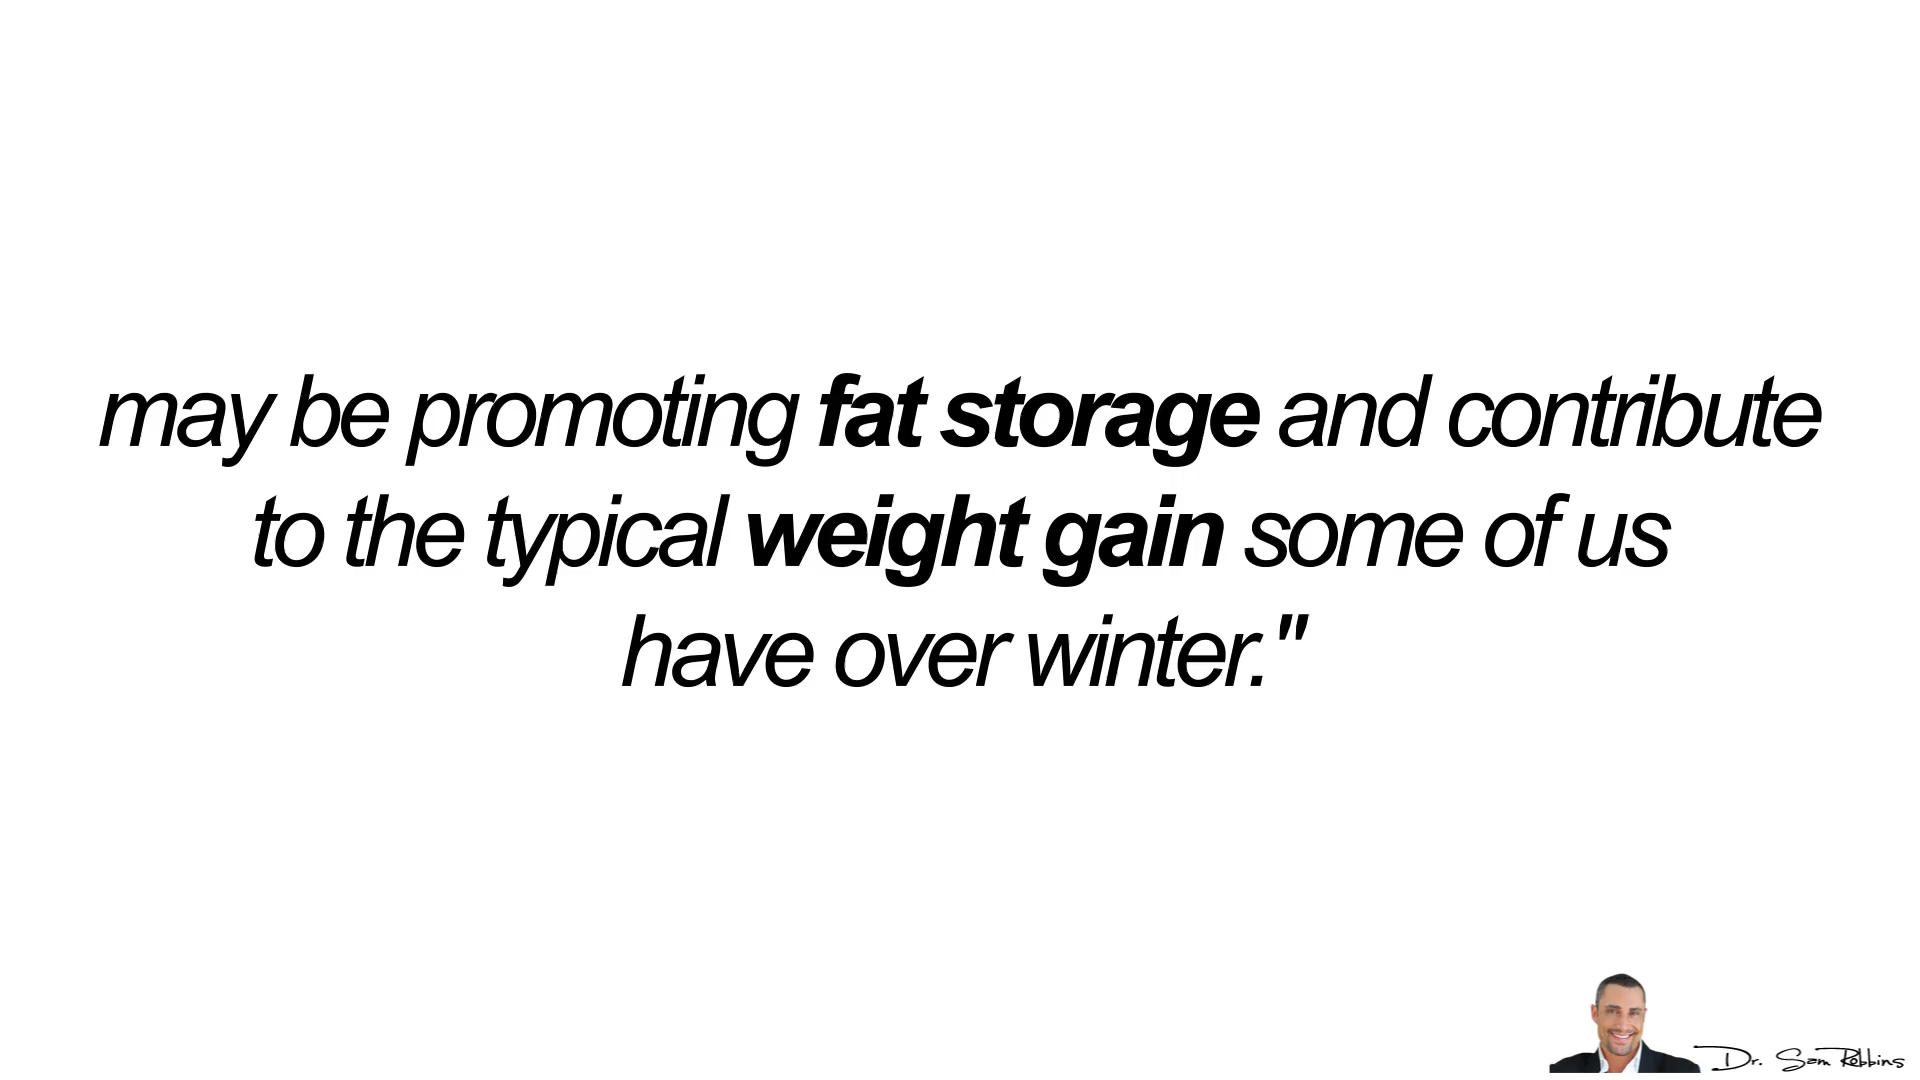 may be promoting fat storage and contribute
to the typical weight gain some of us
have over winter."
Dr. Sam Robbins